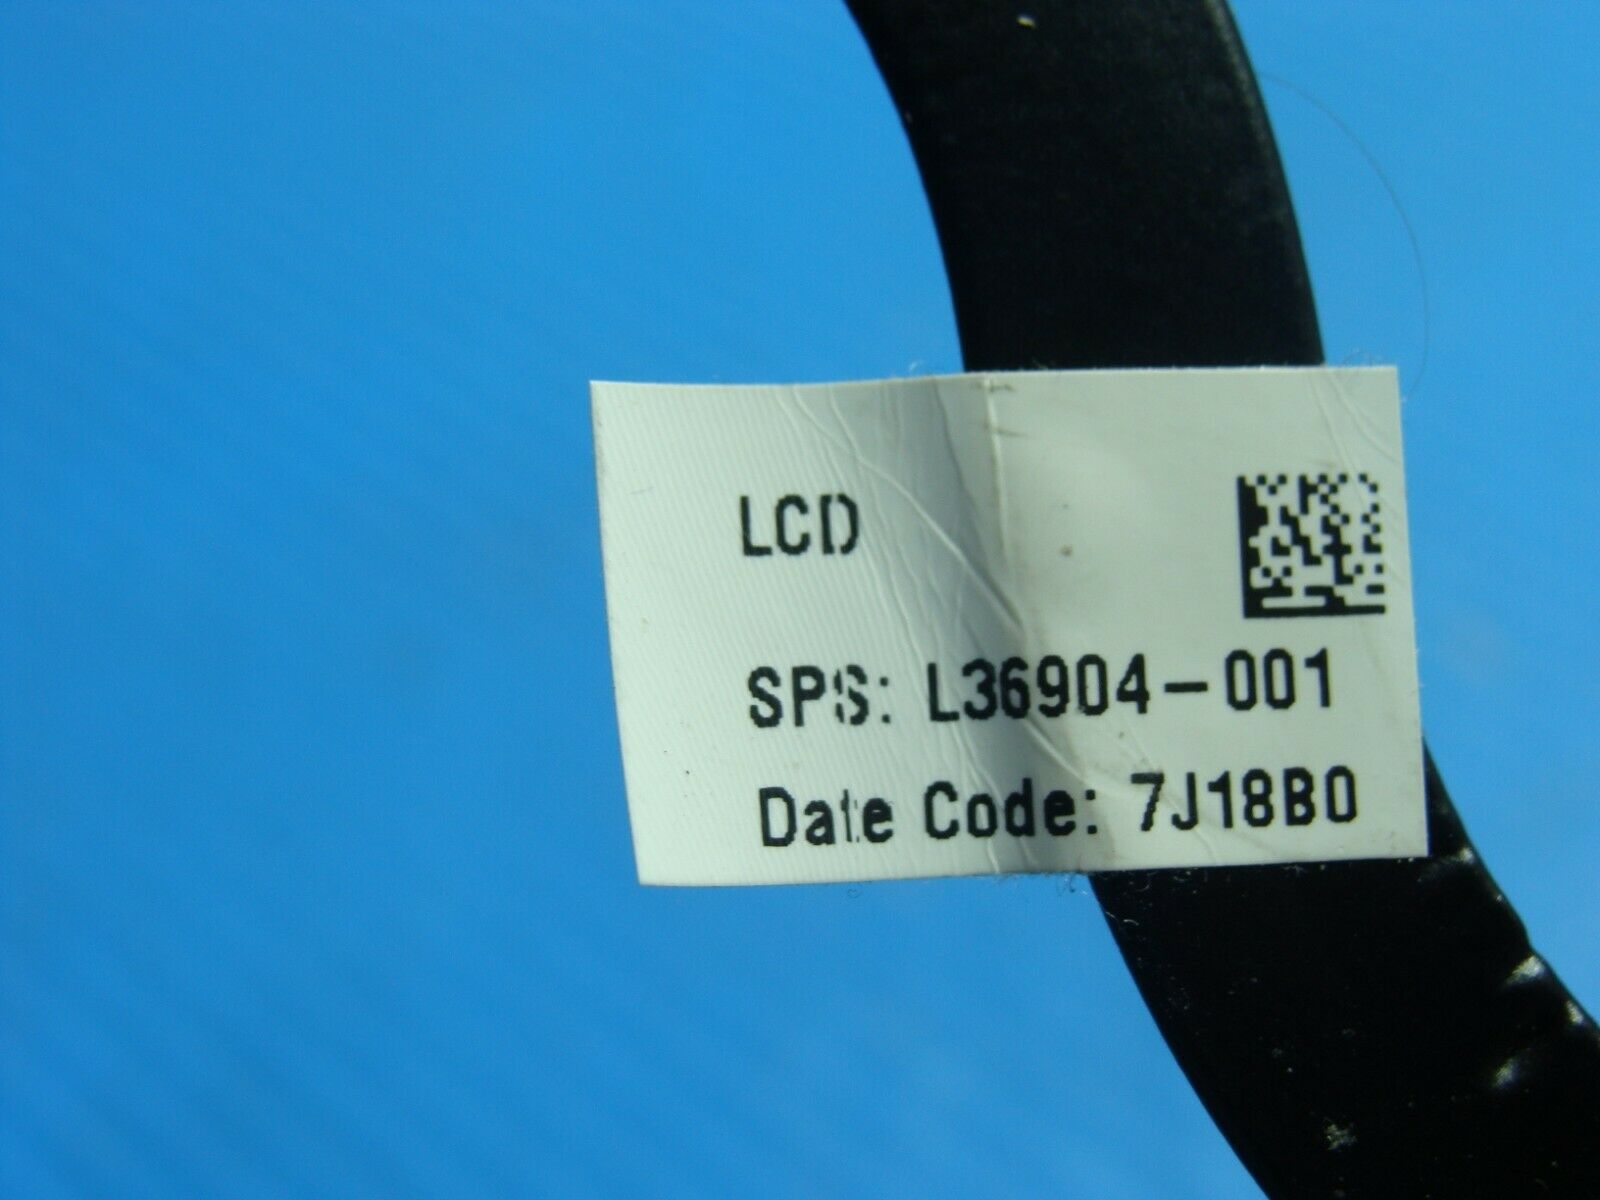 LCD
SPS: L36904-001
Date Code: 7J18B0